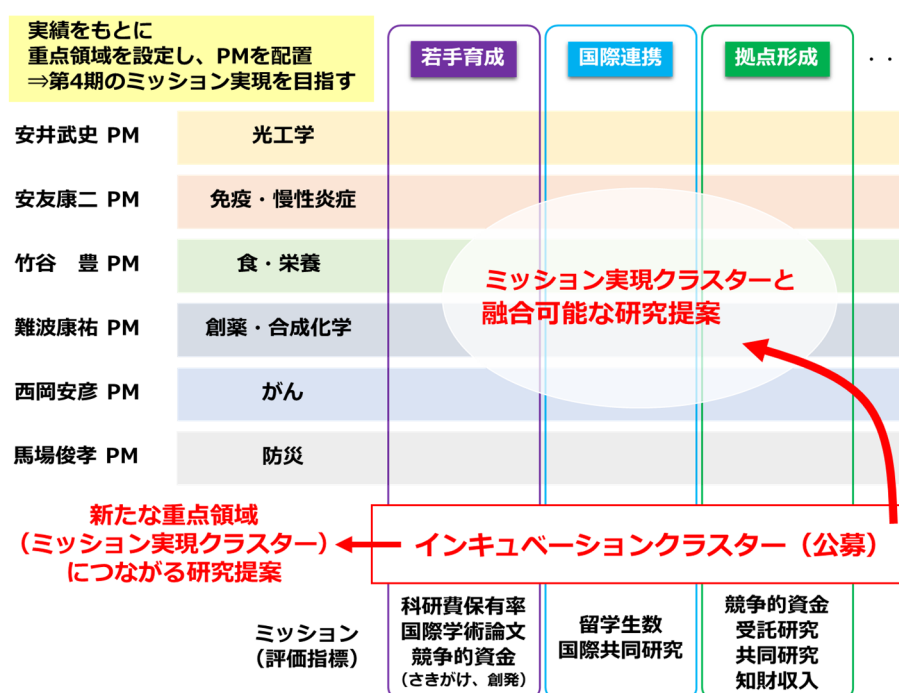 実績をもとに
重点領域を設定し、PMを配置
⇒第4期のミッション実現を目指す
若手育成
国際連携
拠点形成
・・
安井武史 PM
光工学
安友康二 PM
免疫・慢性炎症
竹谷　豊 PM
食・栄養
難波康祐 PM
創薬・合成化学
西岡安彦 PM
がん
馬場俊孝 PM
防災
ミッション実現クラスターと
融合可能な研究提案
新たな重点領域
（ミッション実現クラスター）
につながる研究提案
インキュベーションクラスター（公募）
ミッション
（評価指標）
科研費保有率
国際学術論文
競争的資金
（さきがけ、創発）
留学生数
国際共同研究
競争的資金
受託研究
共同研究
知財収入